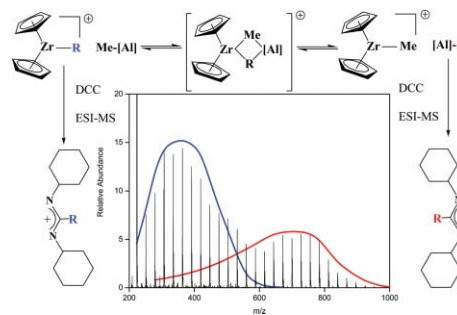 Zr R ⊕ Me-[Al]
Zr Me [Al] R ⊕
Zr Me ⊕ [Al]-
DCC
ESI-MS
DCC
ESI-MS
N
R
+
N
N
R
Relative Abundance
20
15
10
5
0
200 400 600 800 1000
m/z